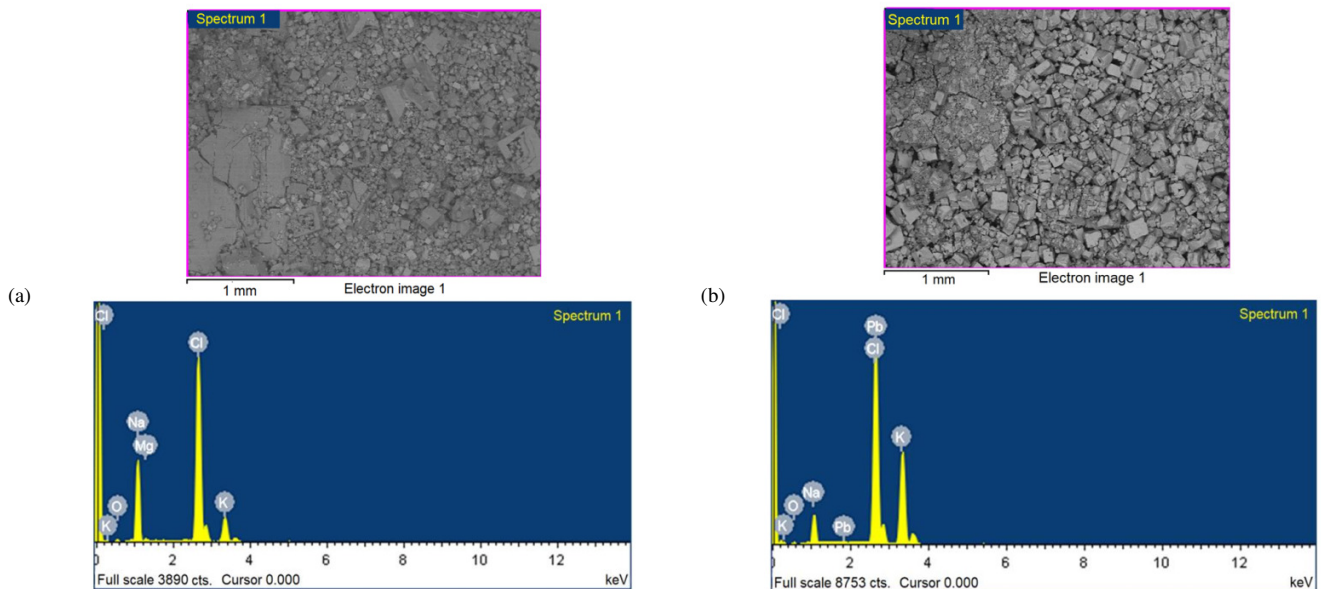 Spectrum 1
1 mm
Electron image 1
(a)
Spectrum 1
Cl
Cl
Na
Mg
O
K
K
0
2
4
6
8
10
12
Full scale 3890 cts. Cursor 0.000
keV
Spectrum 1
1 mm
Electron image 1
(b)
Spectrum 1
Cl
Pb
Cl
K
Na
O
K
Pb
0
2
4
6
8
10
12
Full scale 8753 cts. Cursor 0.000
keV